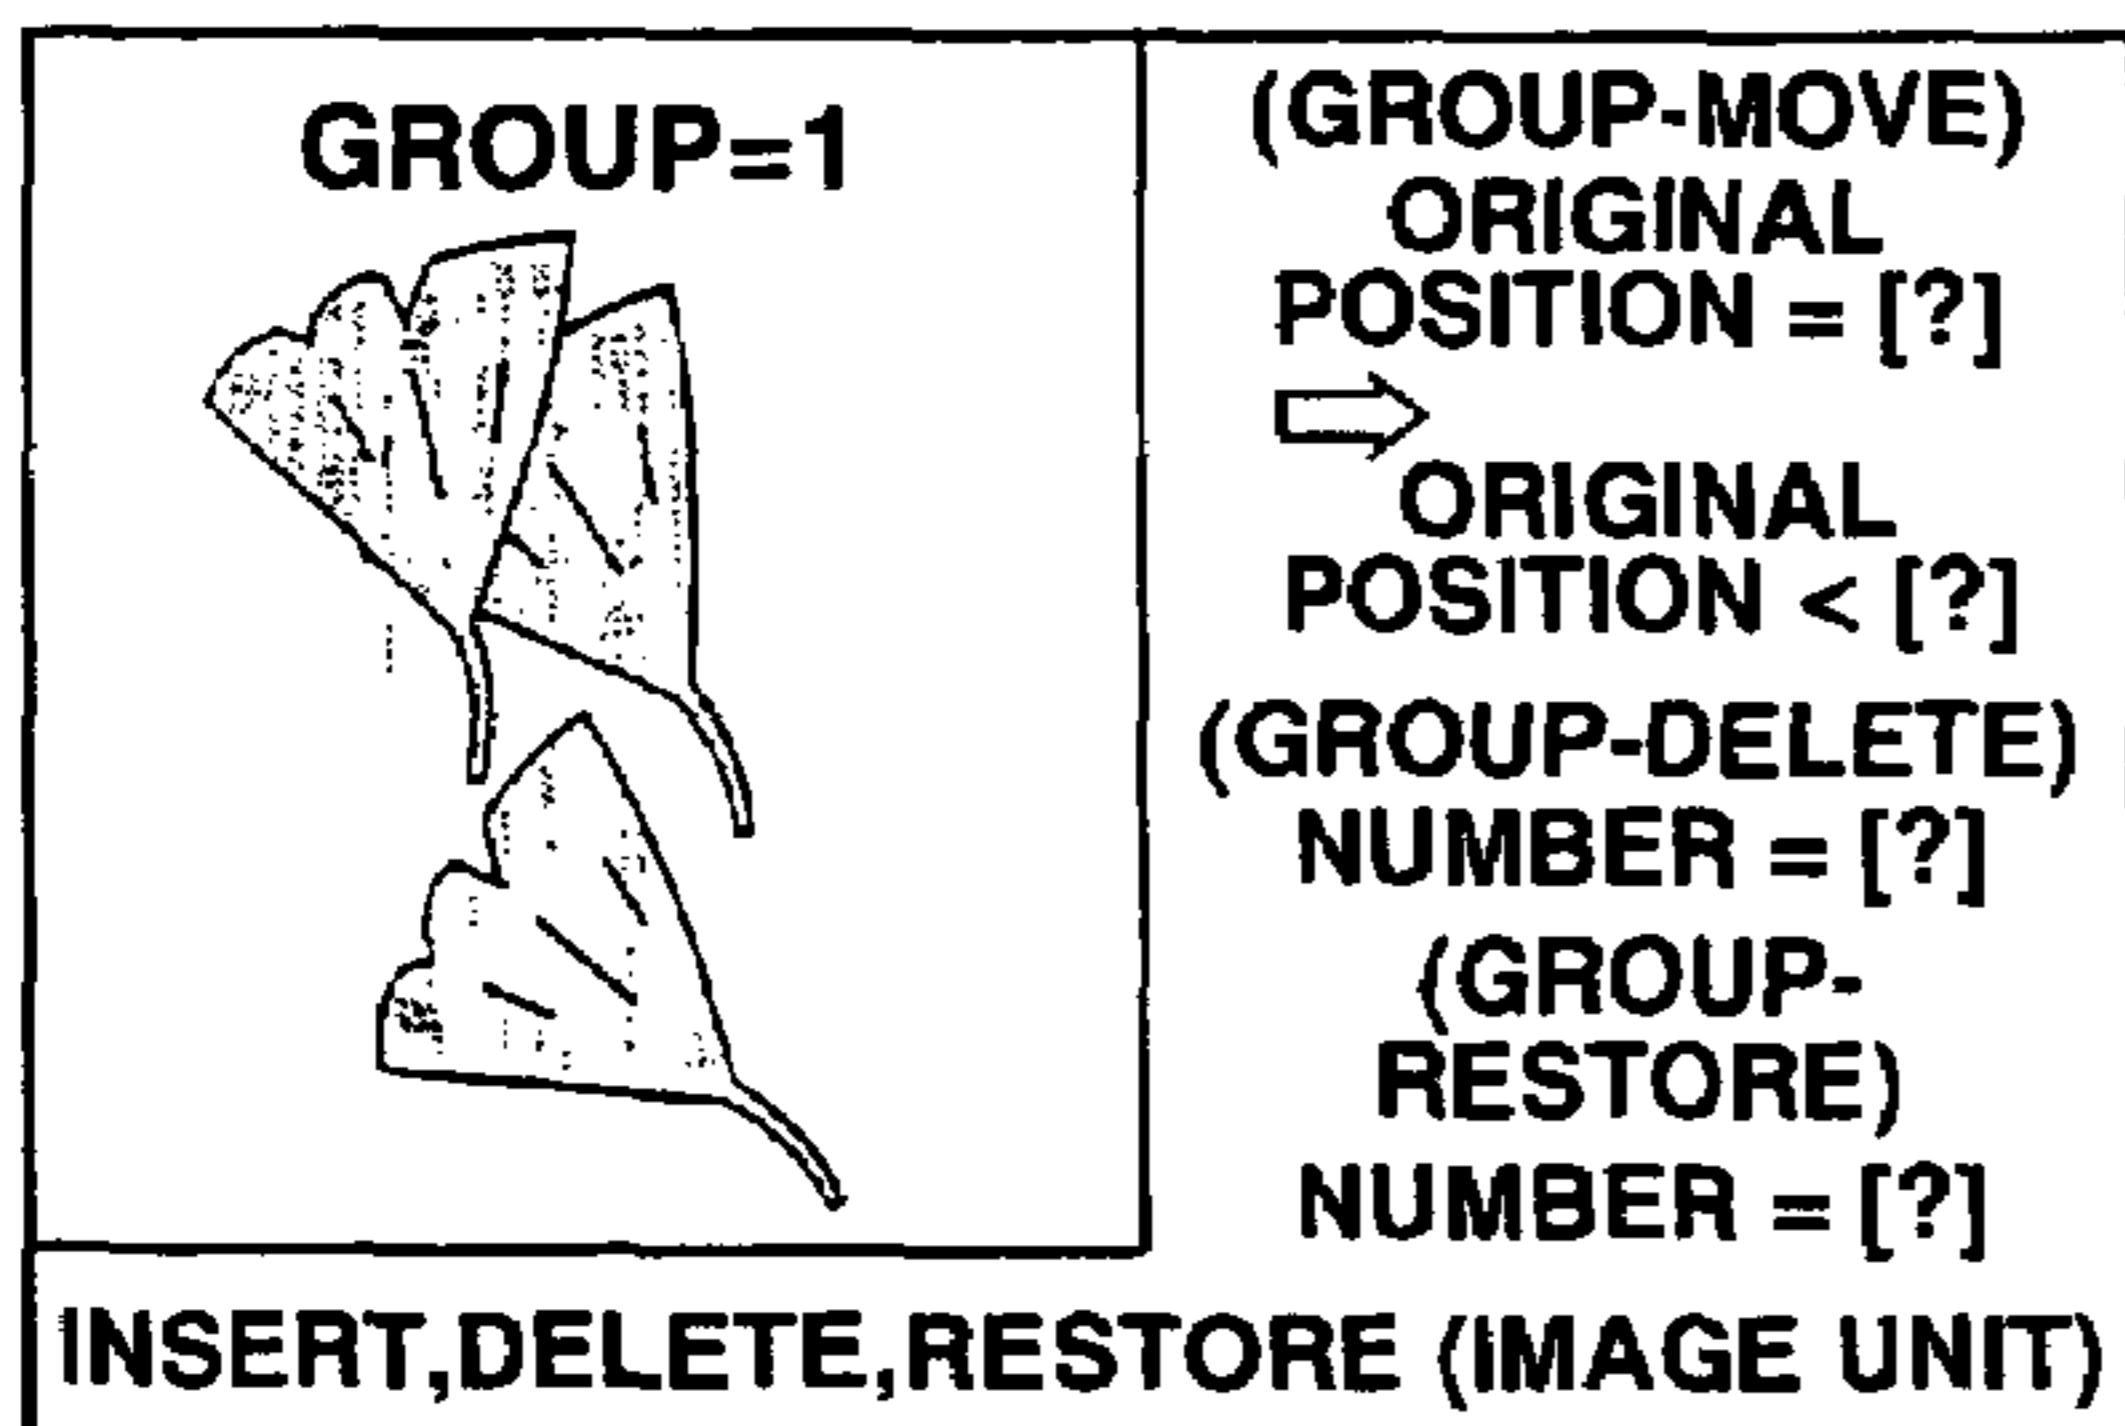 GROUP=1
(GROUP-MOVE)
ORIGINAL
POSITION = [?]
ORIGINAL
POSITION < [?]
(GROUP-DELETE)
NUMBER = [?]
(GROUP-
RESTORE)
NUMBER = [?]
INSERT,DELETE,RESTORE (IMAGE UNIT)